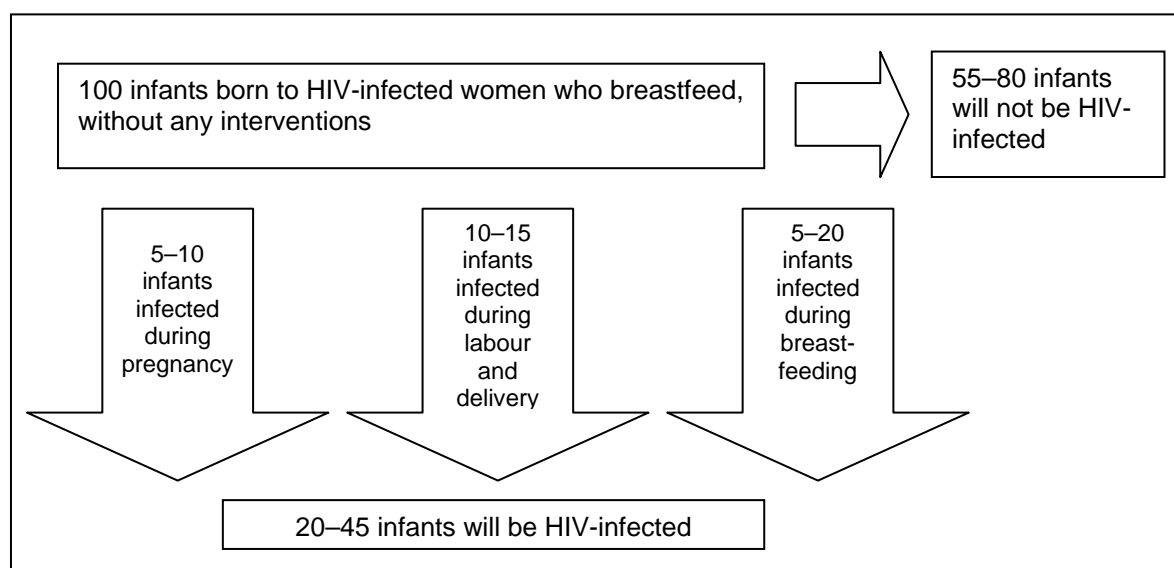 100 infants born to HIV-infected women who breastfeed,
without any interventions
55–80 infants
will not be HIV-
infected
5–10
infants
infected
during
pregnancy
10–15
infants
infected
during
labour
and
delivery
5–20
infants
infected
during
breast-
feeding
20–45 infants will be HIV-infected